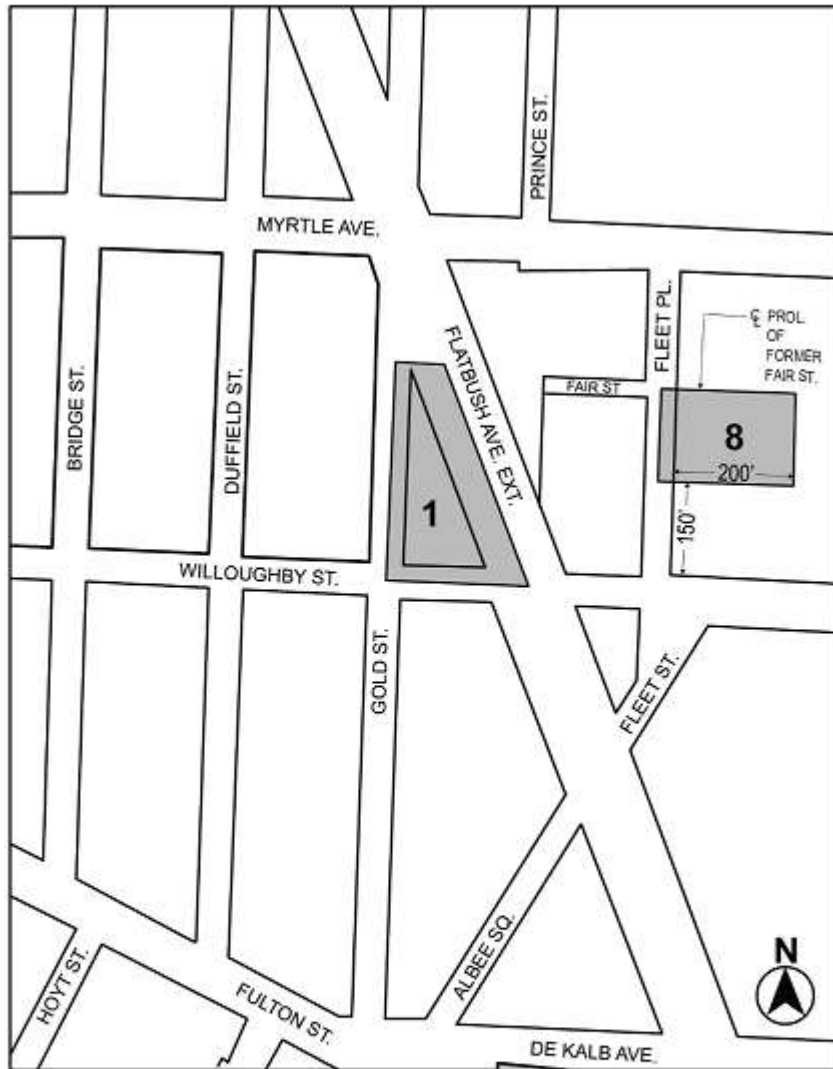 PRINCE ST.
MYRTLE AVE.
FLEET PL.
℄ PROL
OF
FORMER
FAIR ST.
FLATBUSH AVE. EXT.
FAIR ST
BRIDGE ST.
DUFFIELD ST.
8
200'
1
150'
WILLOUGHBY ST.
GOLD ST.
FLEET ST.
ALBEE SQ.
N
HOYT ST.
FULTON ST.
DE KALB AVE.